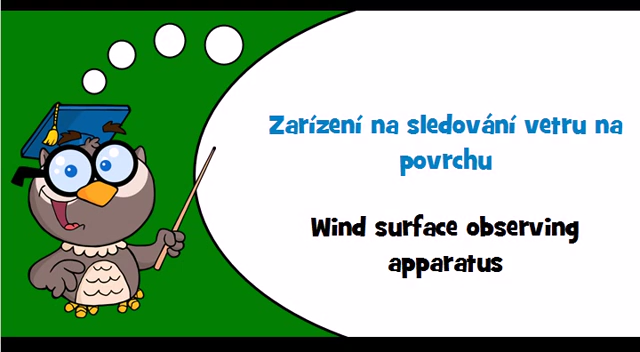 Zarízení na sledování vetru na
povrchu
Wind surface observing
apparatus